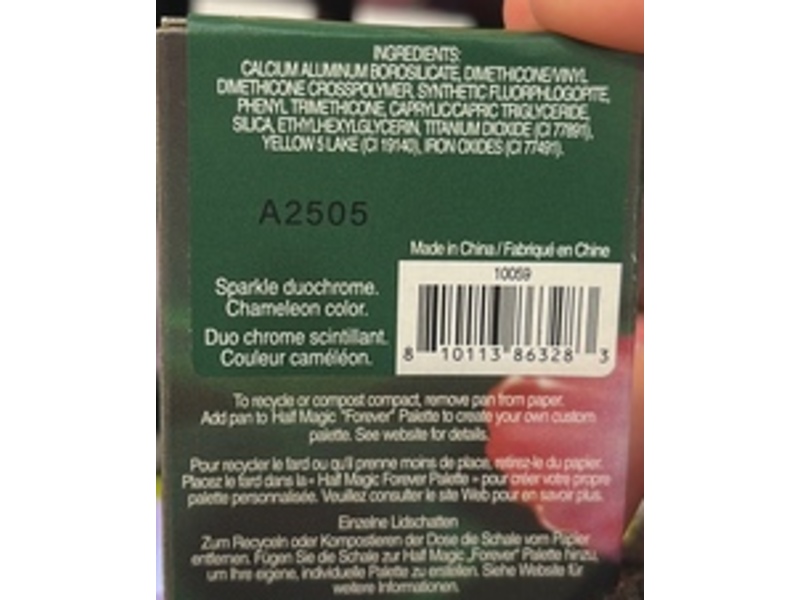 INGREDIENTS:
CALCIUM ALUMINUM BOROSILICATE, DIMETHICONE/VINYL
DIMETHICONE CROSSPOLYMER, SYNTHETIC FLUORPHLOGOPITE,
PHENYL TRIMETHICONE, CAPRYLIC/CAPRIC TRIGLYCERIDE,
SILICA, ETHYLHEXYLGLYCERIN, TITANIUM DIOXIDE (CI 77891),
YELLOW 5 LAKE (CI 19140), IRON OXIDES (CI 77491).
A2505
Made in China / Fabriqué en Chine
10059
8 10113 86328 3
Sparkle duochrome.
Chameleon color.
Duo chrome scintillant.
Couleur caméléon.
To recycle or compost compact, remove pan from paper.
Add pan to Half Magic "Forever" Palette to create your own custom
palette. See website for details.
Pour recycler le fard ou qu'il prenne moins de place, retirez-le du papier.
Placez le fard dans la « Half Magic Forever Palette » pour créer votre propre
palette personnalisée. Veuillez consulter le site Web pour en savoir plus.
Einzelne Lidschatten
Zum Recyceln oder Kompostieren der Dose die Schale vom Papier
entfernen. Fügen Sie die Schale zur Half Magic „Forever" Palette hinzu,
um Ihre eigene, individuelle Palette zu erstellen. Siehe Website für
weitere Informationen.